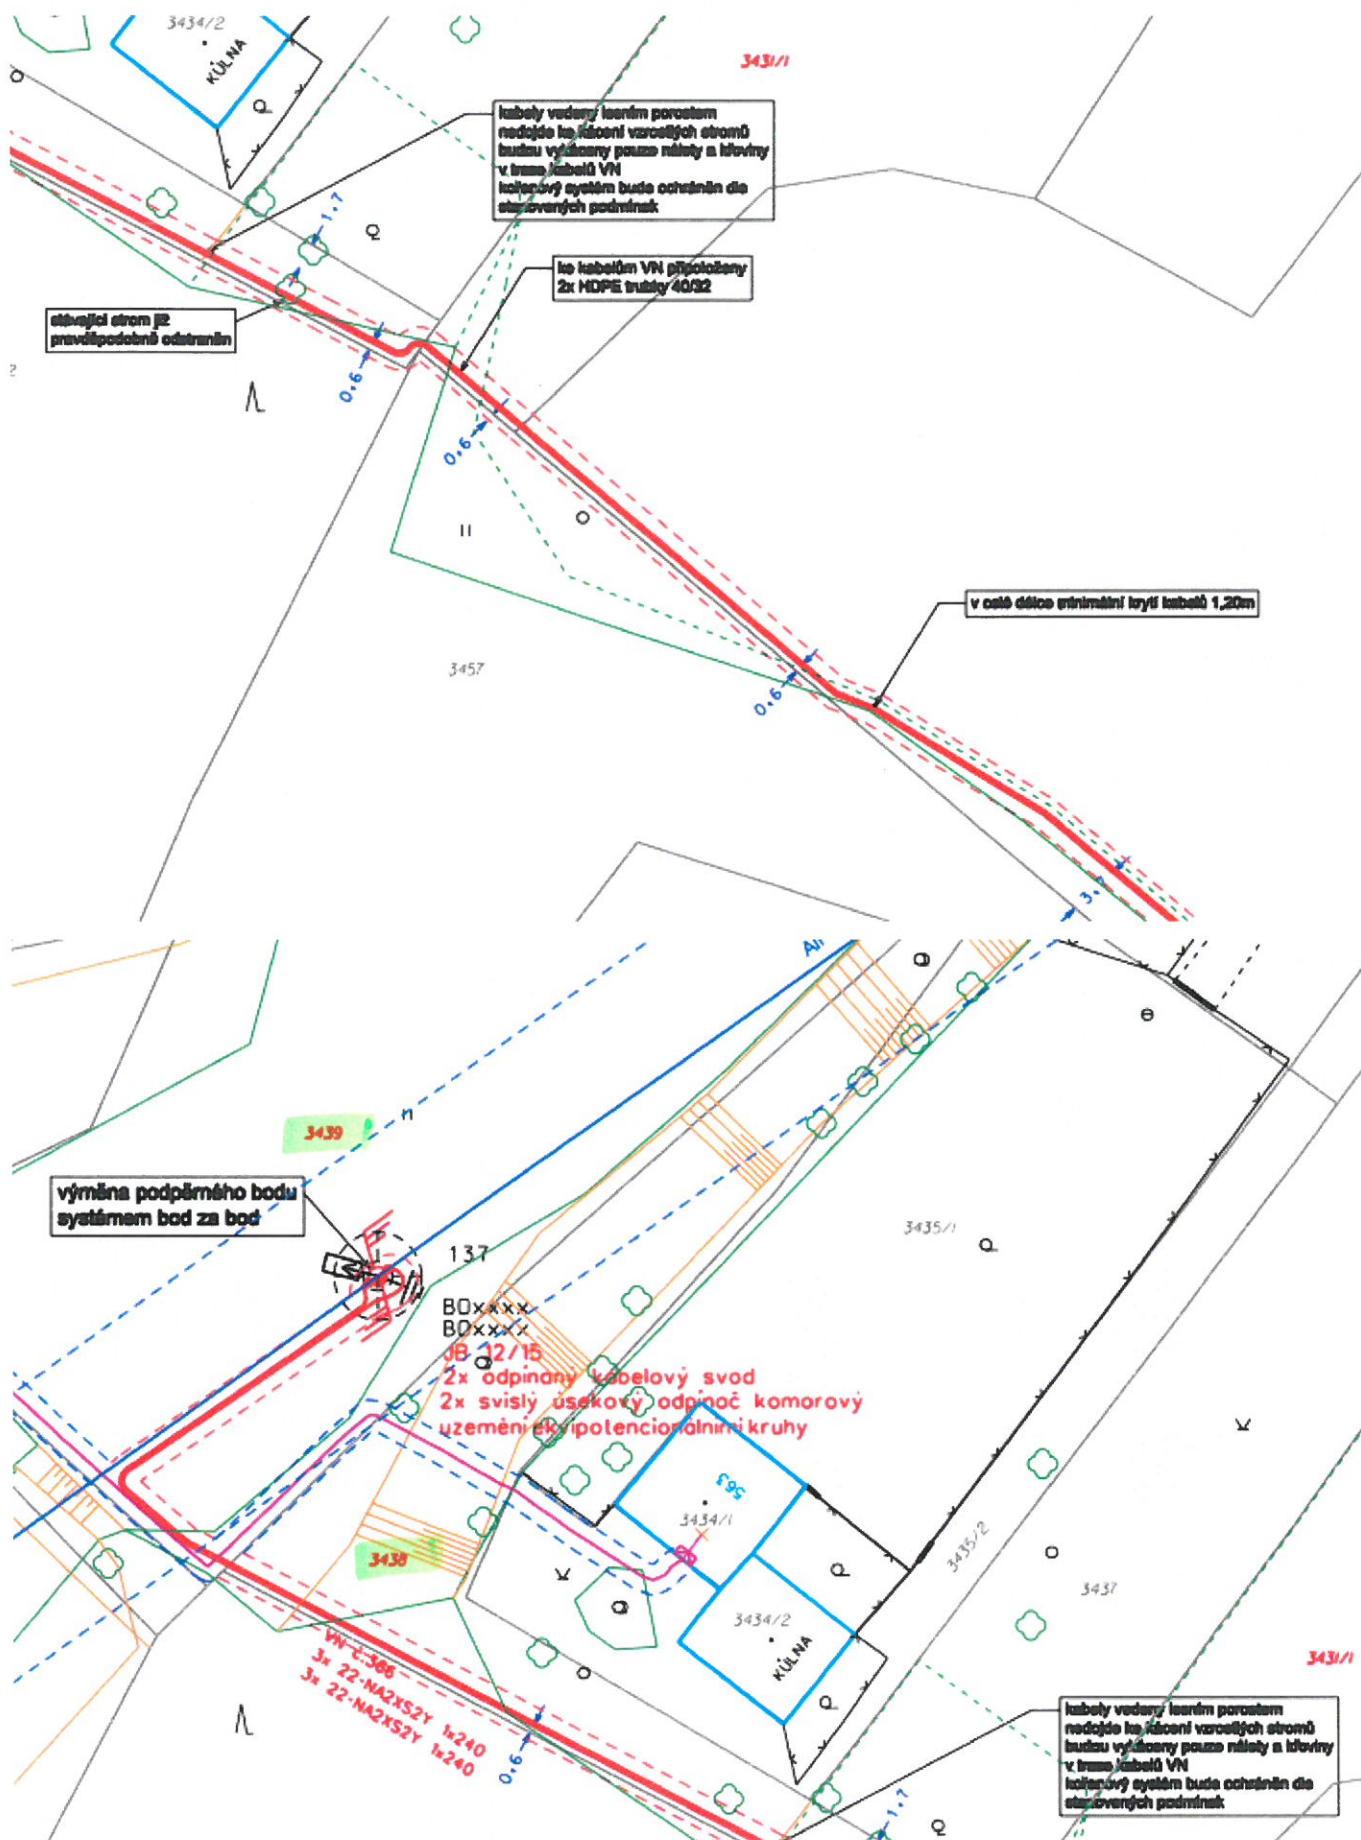 3434/2
KŮLNA
3431/1
kabely vedeny lesním porostem
nedojde ke kácení vzrostlých stromů
budou vykáceny pouze nálety a křoviny
v trase kabelů VN
kořenový systém bude ochráněn dle
stanovených podmínek
1,7
ke kabelům VN připoloženy
2x HDPE trubky 40/32
stávající strom již
pravděpodobně odstraněn
0,6
0,6
v celé délce minimální krytí kabelů 1,20m
3457
0,6
3439
výměna podpěrného bodu
systémem bod za bod
137
3435/1
BOxxxx
BOxxxx
JB 12/15
2x odpínaný kabelový svod
2x svislý úsekový odpínač komorový
uzemění ekvipotencionálními kruhy
563
3434/1
3438
3435/2
3437
3434/2
KŮLNA
3431/1
VN č.386
3x 22-NA2XS2Y 1x240
3x 22-NA2XS2Y 1x240
0,6
kabely vedeny lesním porostem
nedojde ke kácení vzrostlých stromů
budou vykáceny pouze nálety a křoviny
v trase kabelů VN
kořenový systém bude ochráněn dle
stanovených podmínek
1,7